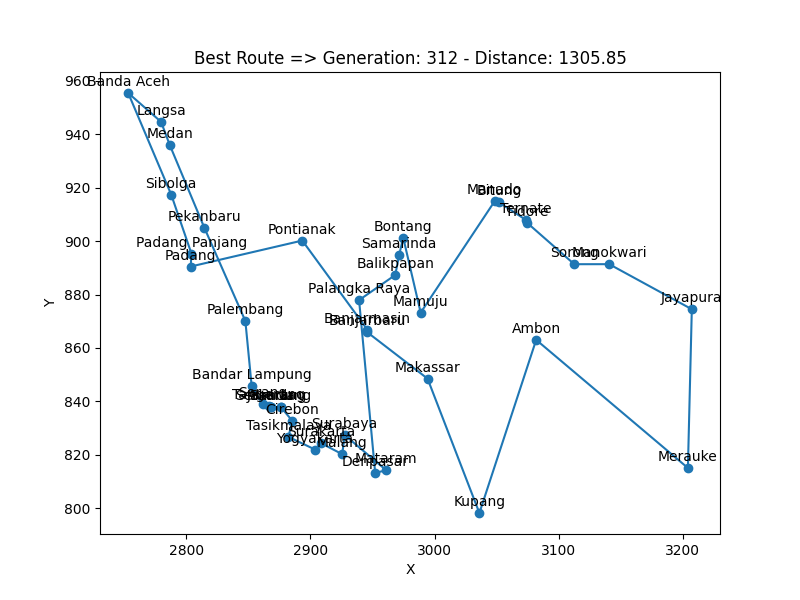 Best Route => Generation: 312 - Distance: 1305.85
960
Banda Aceh
Langsa
940
Medan
920
Sibolga
Manado
Bitung
Pekanbaru
Ternate
Tidore
Pontianak
Bontang
900
Padang Panjang
Samarinda
Padang
Sorong
Manokwari
Balikpapan
880
Palangka Raya
Jayapura
Mamuju
Y
Palembang
Banjarmasin
Banjarbaru
Ambon
860
Makassar
Bandar Lampung
840
Serang
Cirebon
Tasikmalaya
Surabaya
Surakarta
Yogyakarta
Malang
820
Denpasar
Mataram
Merauke
Kupang
800
2800
2900
3000
3100
3200
X